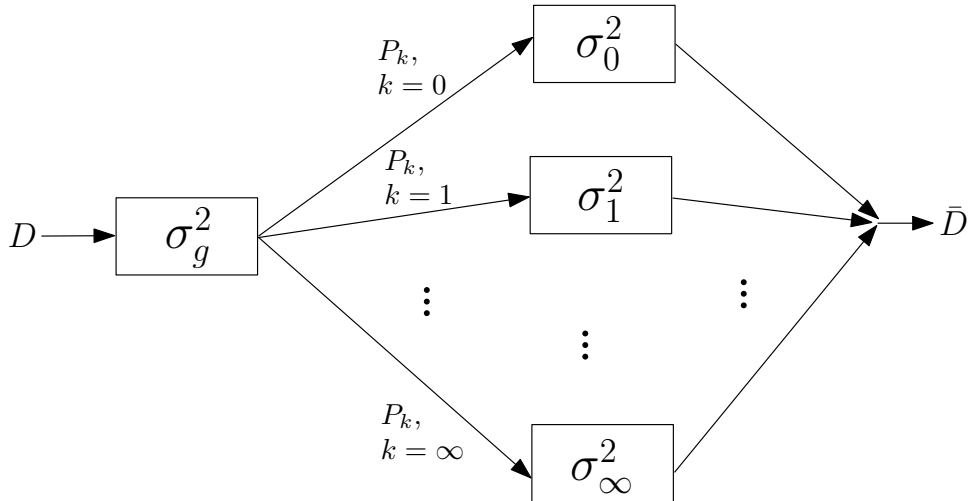 P_k,
k = 0
σ_0^2
P_k,
k = 1
σ_1^2
D
σ_g^2
D̄
P_k,
k = ∞
σ_∞^2